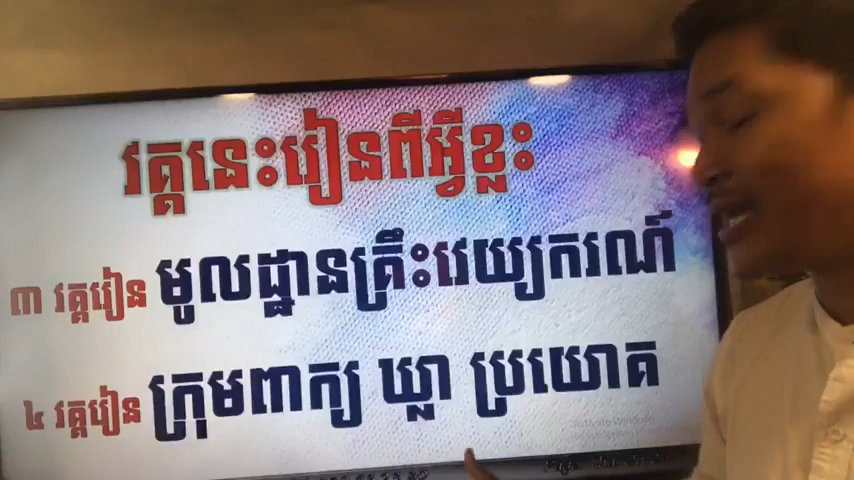 វគ្គនេះរៀនពីអ្វីខ្លះ
៣ វគ្គរៀន មូលដ្ឋានគ្រឹះវេយ្យករណ៍
៤ វគ្គរៀន ក្រុមពាក្យ ឃ្លា ប្រយោគ
Activate Windows